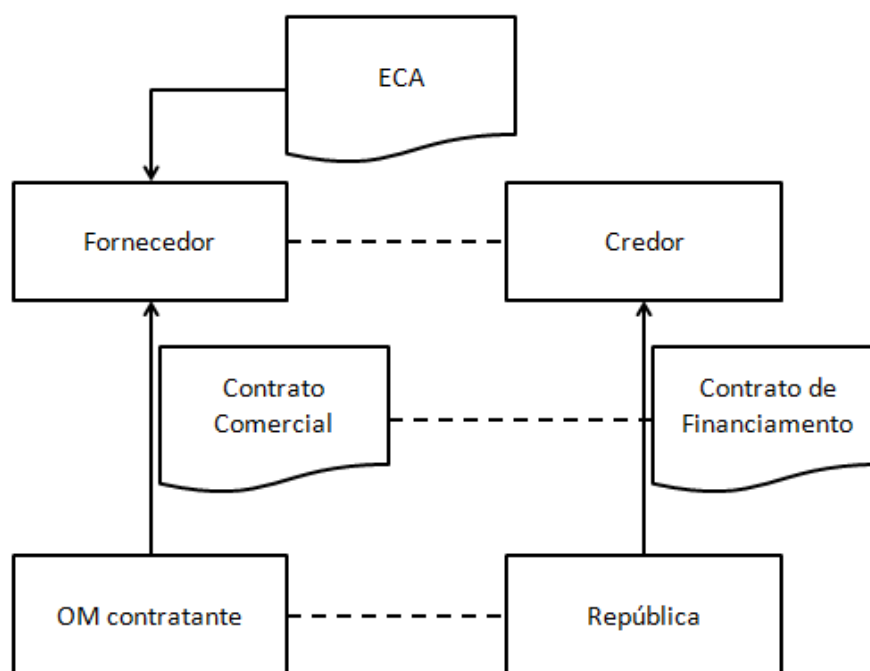 ECA
Fornecedor
Credor
Contrato
Comercial
Contrato de
Financiamento
OM contratante
República